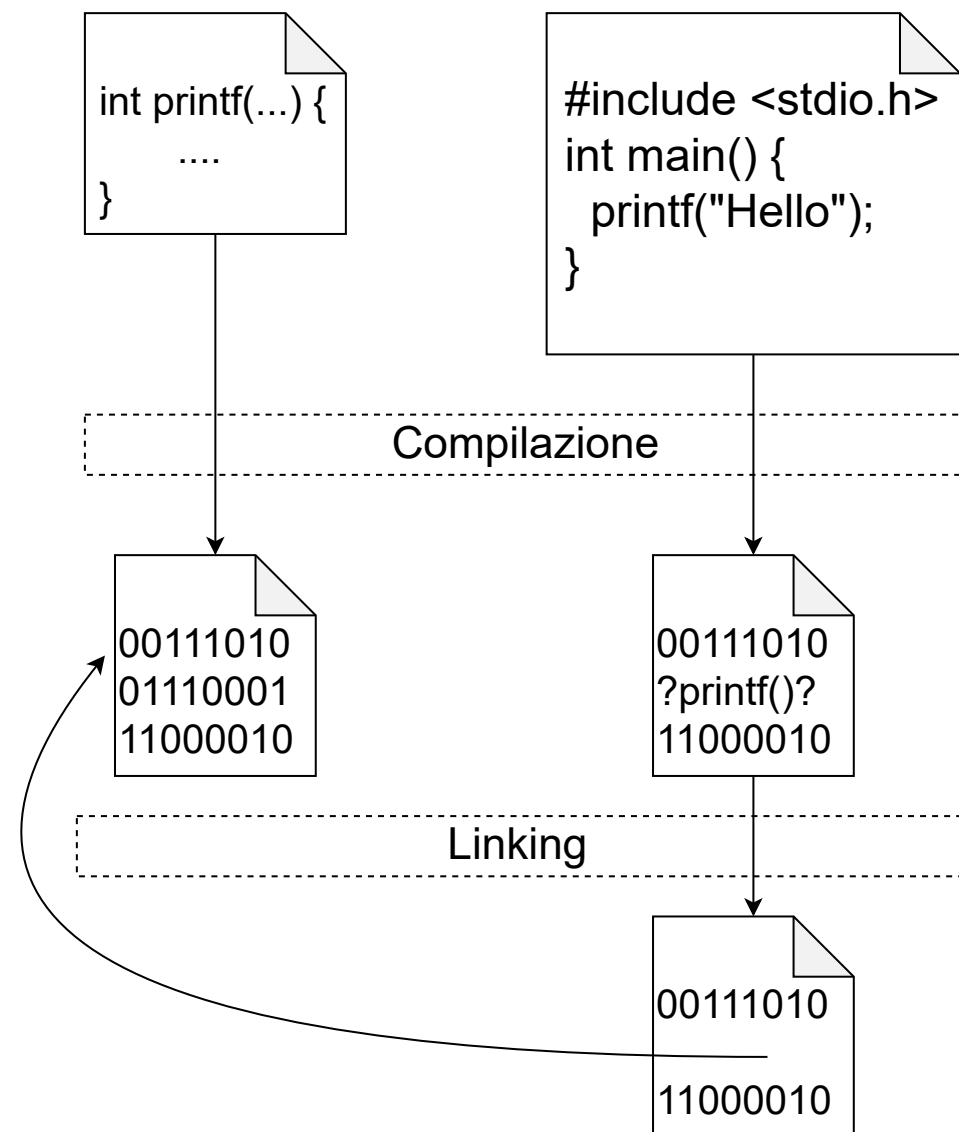 int printf(...) {
....
}
#include <stdio.h>
int main() {
printf("Hello");
}
Compilazione
00111010
01110001
11000010
00111010
?printf()?
11000010
Linking
00111010
11000010